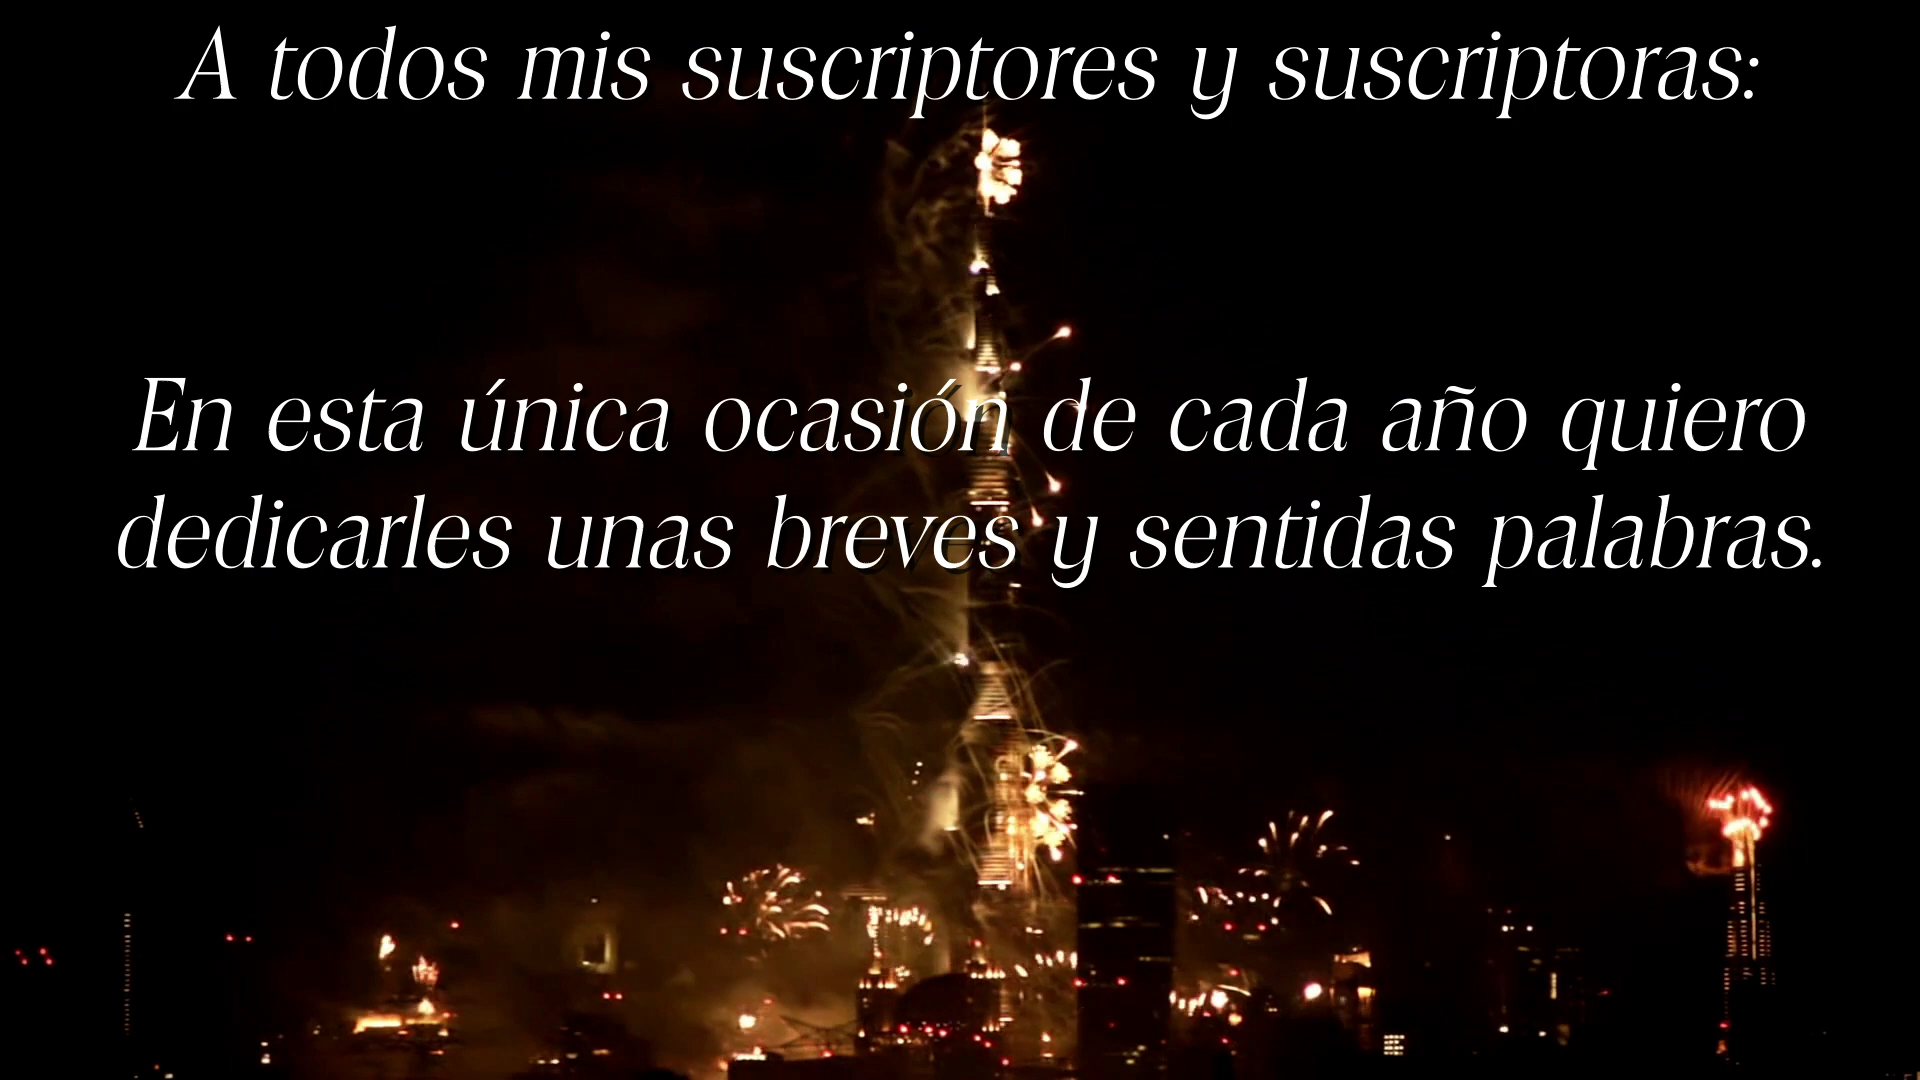 A todos mis suscriptores y suscriptoras:
En esta única ocasión de cada año quiero
dedicarles unas breves y sentidas palabras.